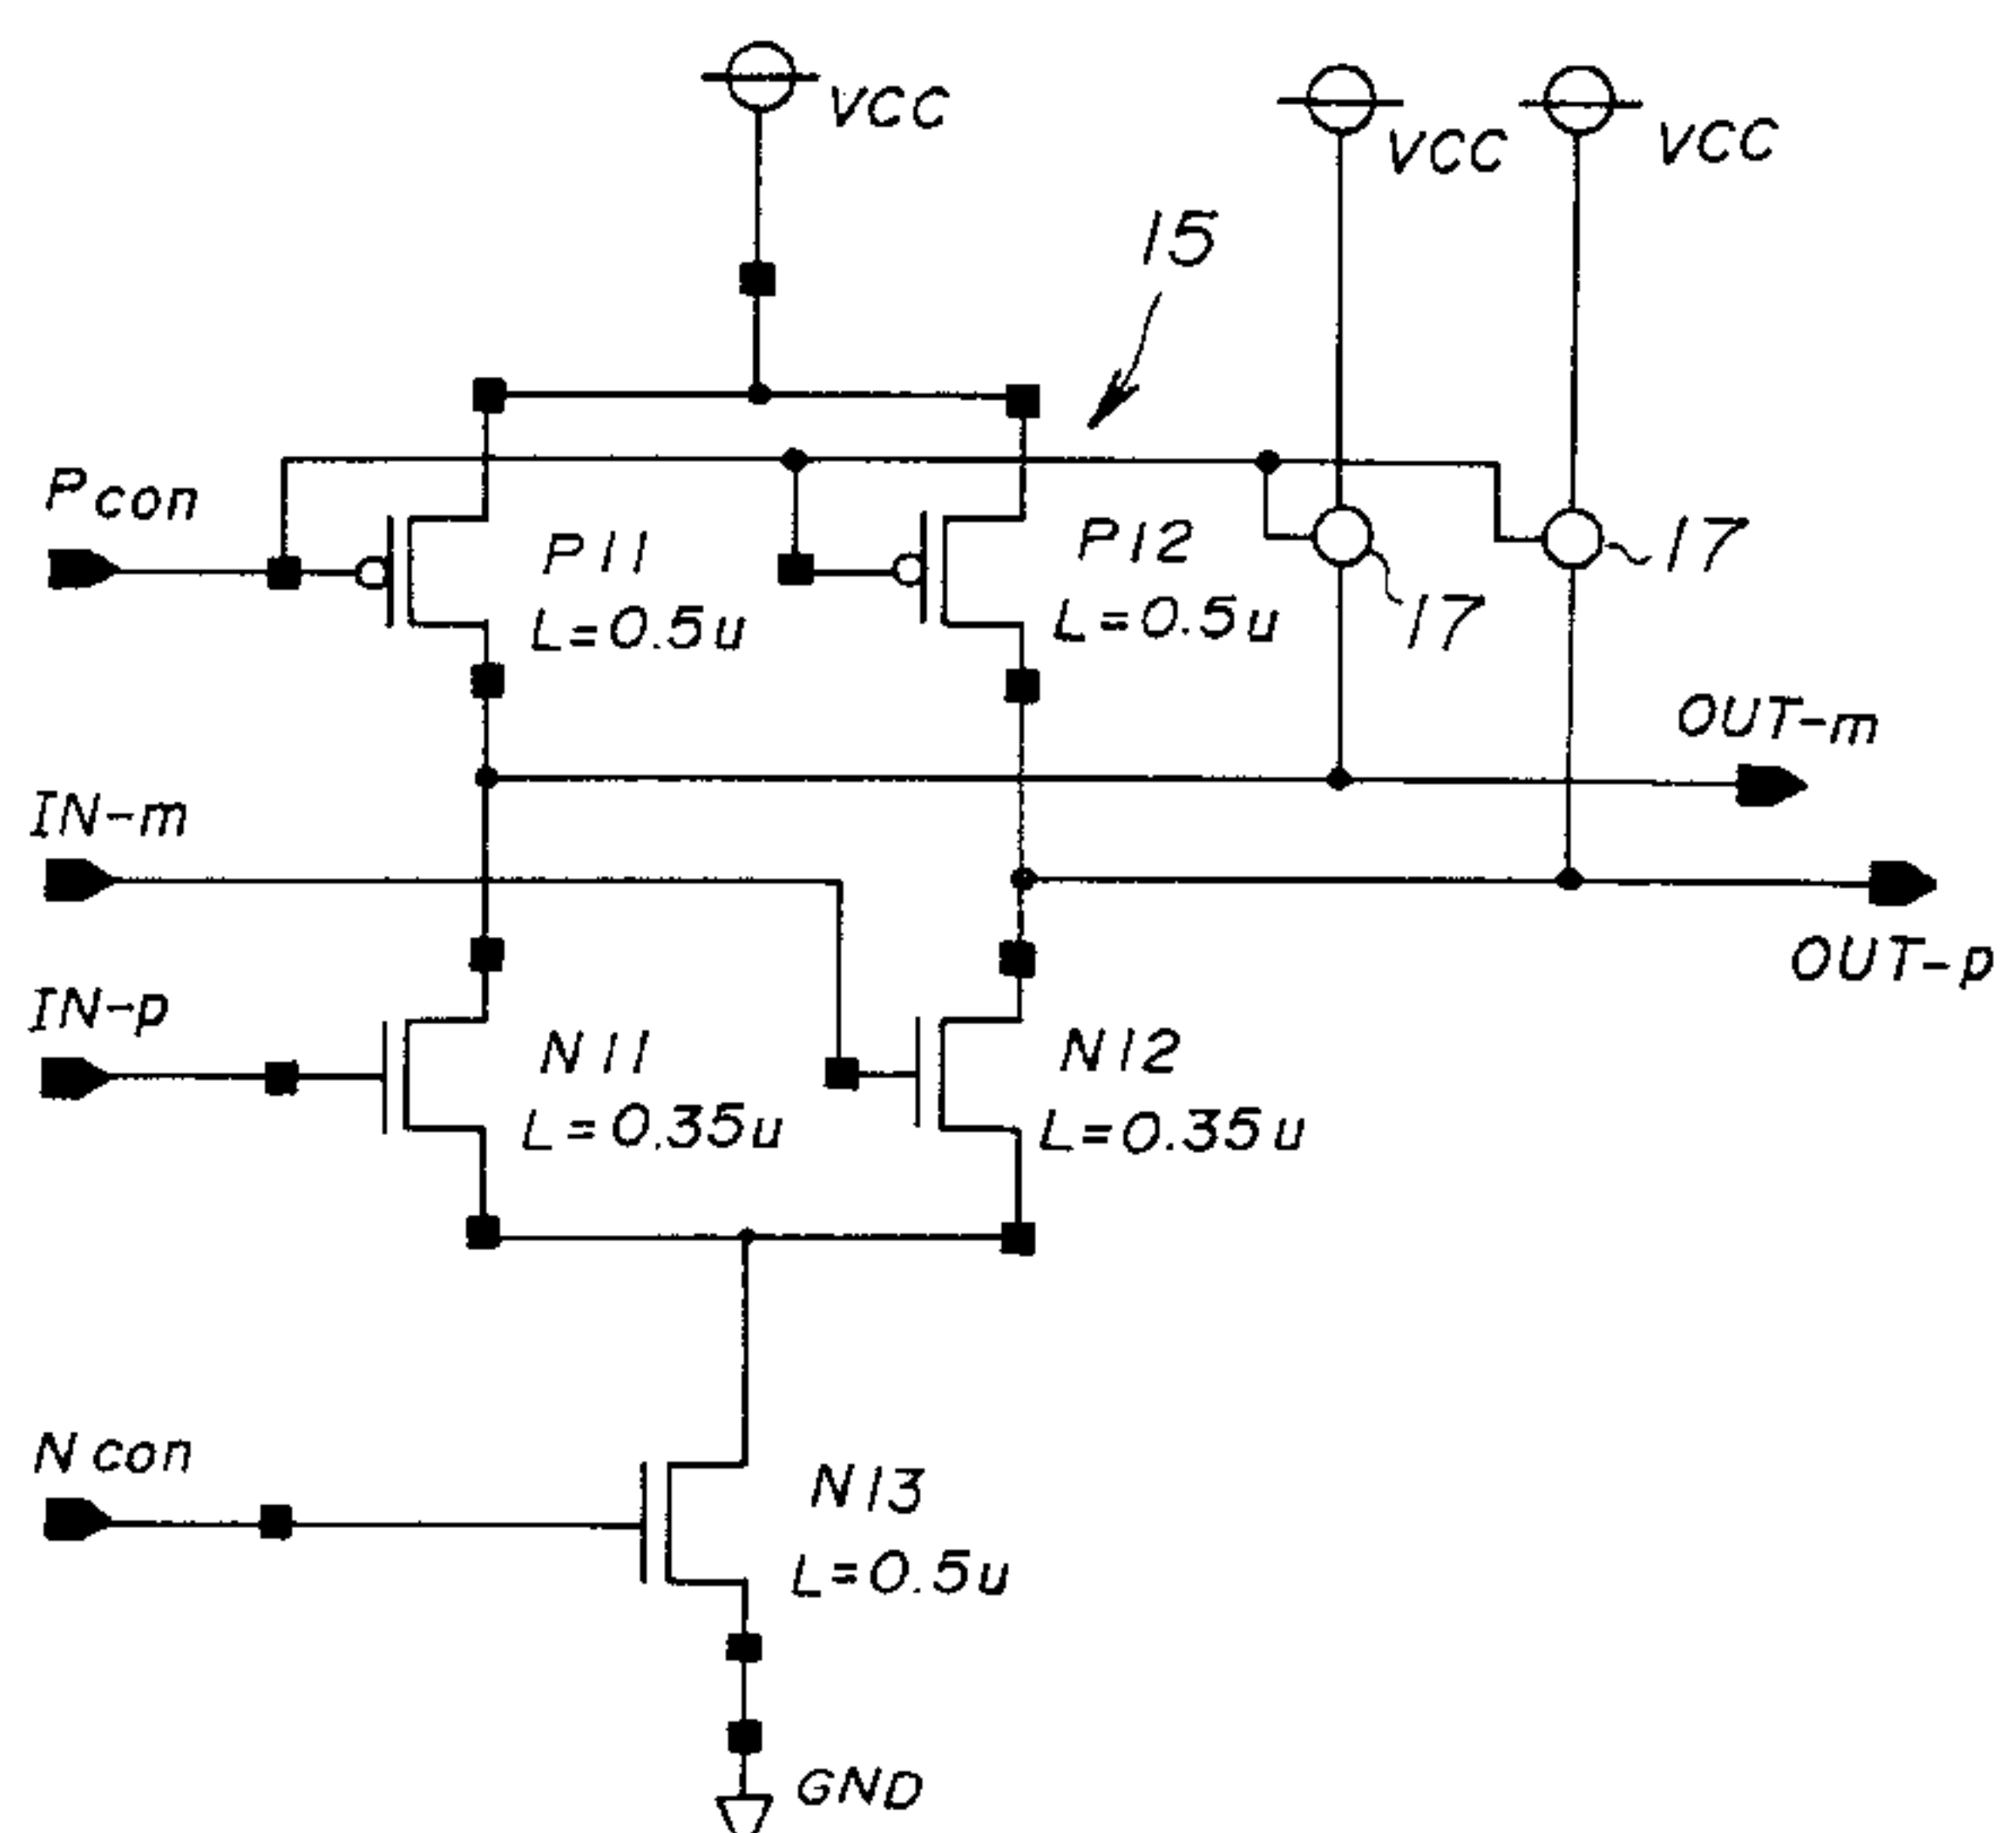 VCC
VCC
VCC
15
Pcon
P11
L=0.5u
P12
L=0.5u
17
17
OUT-m
IN-m
OUT-p
IN-p
N11
L=0.35u
N12
L=0.35u
Ncon
N13
L=0.5u
GND